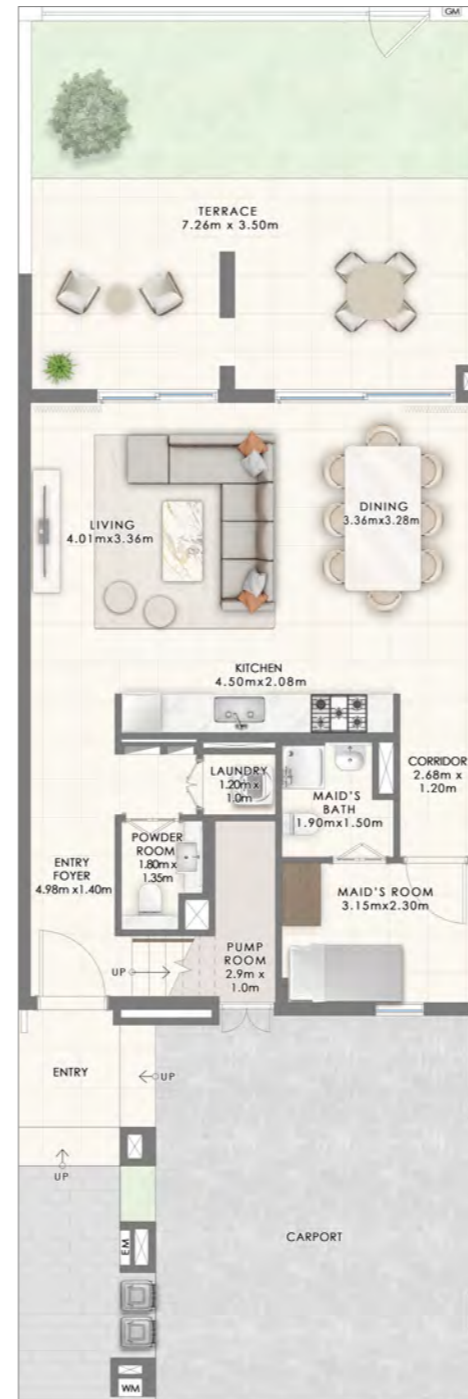 GM
TERRACE
7.26m x 3.50m
LIVING
4.01mx3.36m
DINING
3.36mx3.28m
KITCHEN
4.50mx2.08m
LAUNDRY
1.20m x
1.0m
MAID'S
BATH
1.90mx1.50m
CORRIDOR
2.68m x
1.20m
POWDER
ROOM
1.80m x
1.35m
ENTRY
FOYER
4.98m x1.40m
MAID'S ROOM
3.15mx2.30m
UP
PUMP
ROOM
2.9m x
1.0m
ENTRY
UP
UP
CARPORT
EM
WM